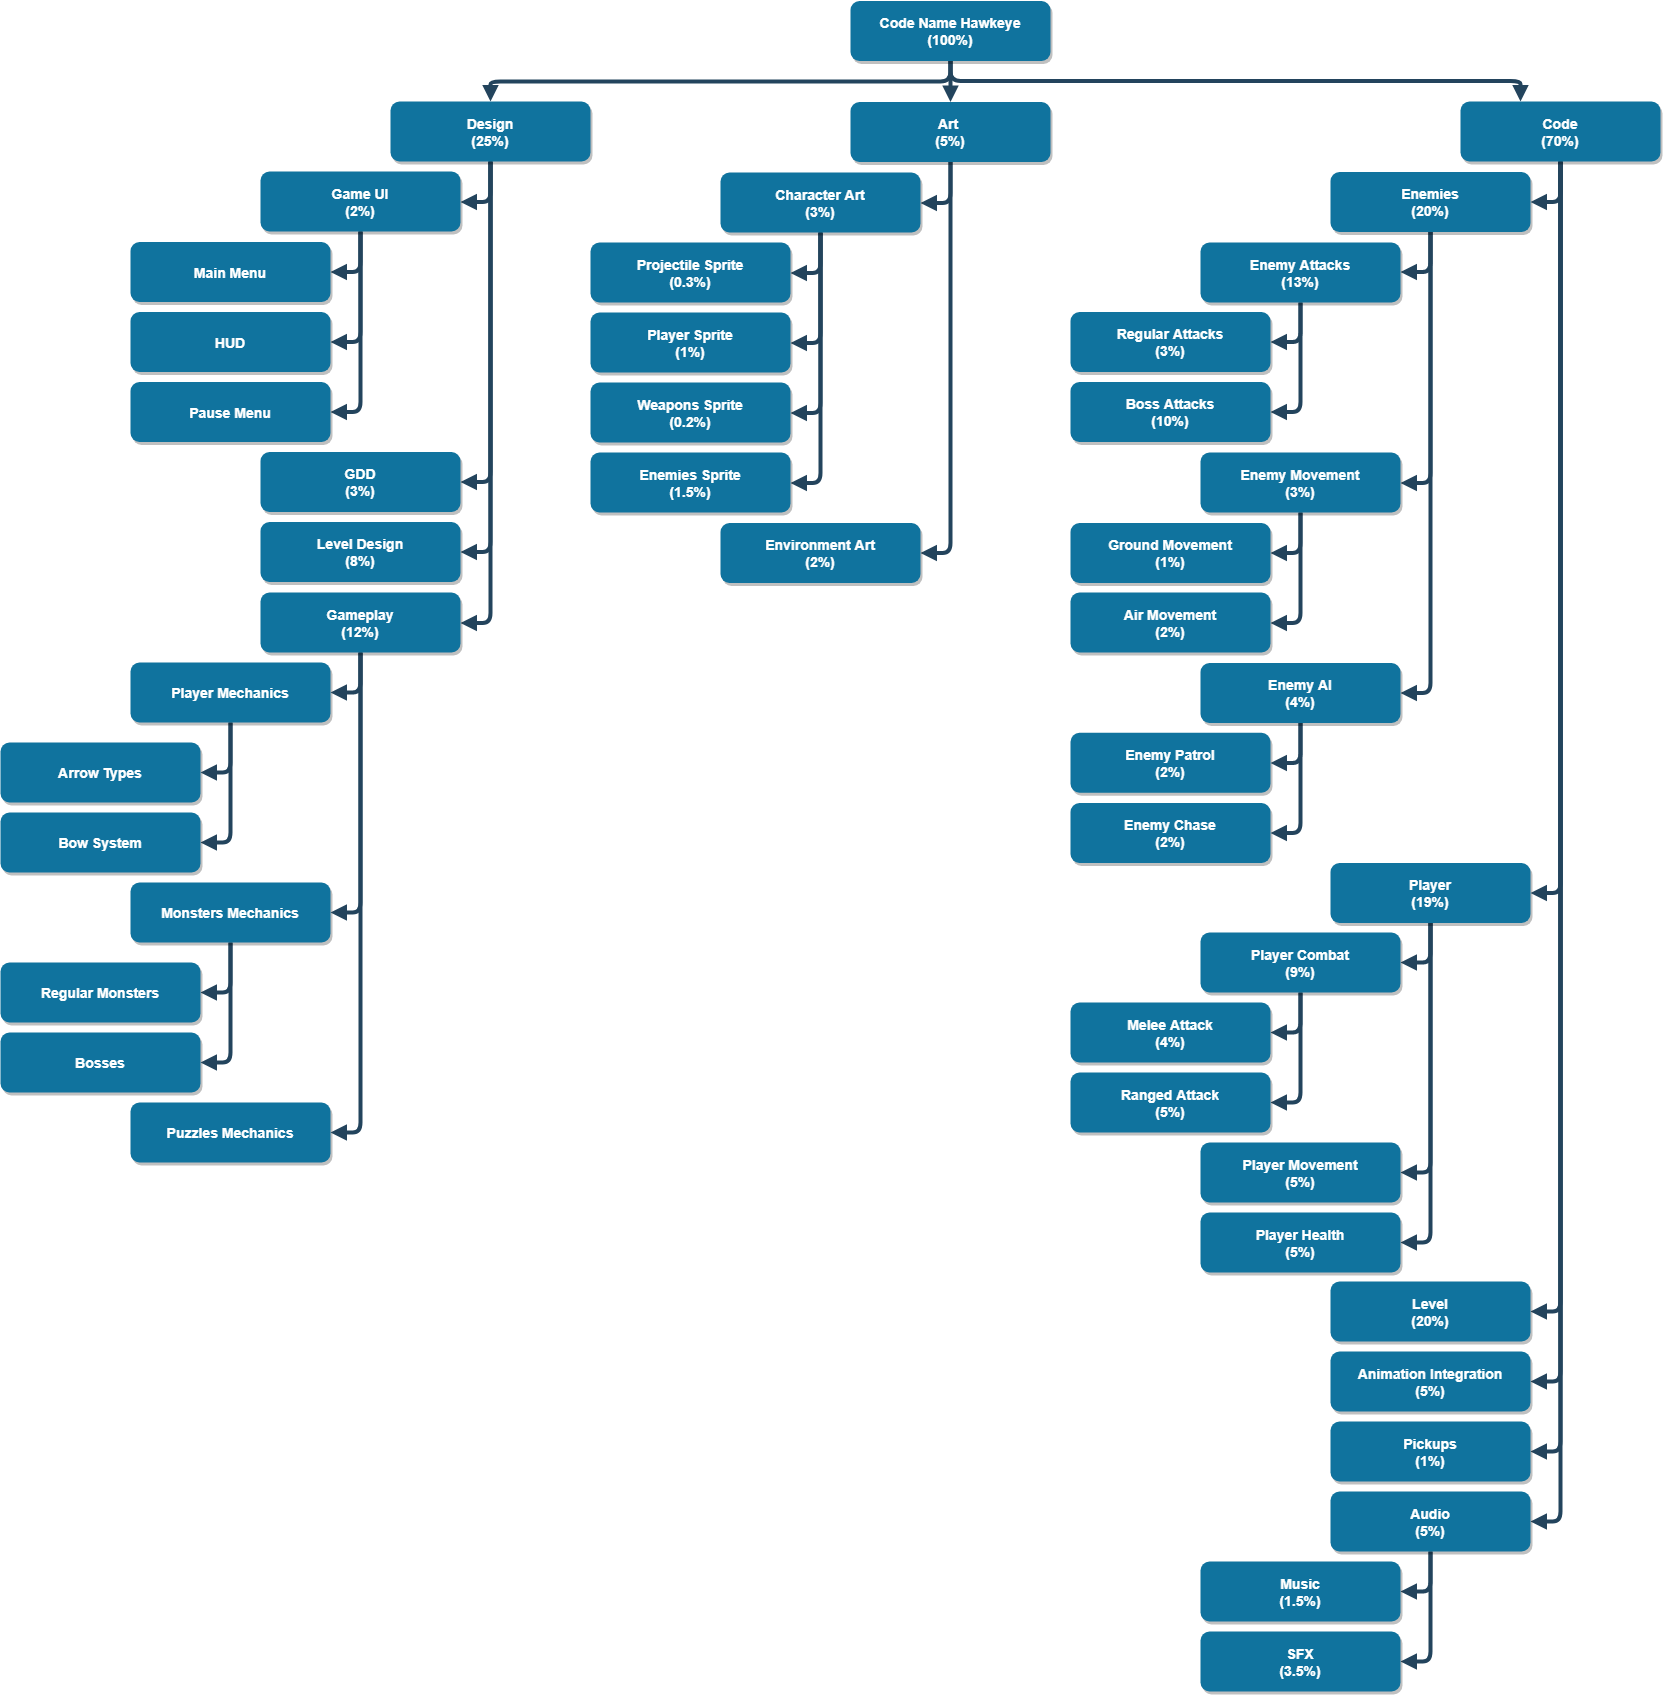 Code Name Hawkeye
(100%)
Design
(25%)
Game UI
(2%)
Main Menu
HUD
Pause Menu
GDD
(3%)
Level Design
(8%)
Gameplay
(12%)
Player Mechanics
Arrow Types
Bow System
Monsters Mechanics
Regular Monsters
Bosses
Puzzles Mechanics
Art
(5%)
Character Art
(3%)
Projectile Sprite
(0.3%)
Player Sprite
(1%)
Weapons Sprite
(0.2%)
Enemies Sprite
(1.5%)
Environment Art
(2%)
Code
(70%)
Enemies
(20%)
Enemy Attacks
(13%)
Regular Attacks
(3%)
Boss Attacks
(10%)
Enemy Movement
(3%)
Ground Movement
(1%)
Air Movement
(2%)
Enemy AI
(4%)
Enemy Patrol
(2%)
Enemy Chase
(2%)
Player
(19%)
Player Combat
(9%)
Melee Attack
(4%)
Ranged Attack
(5%)
Player Movement
(5%)
Player Health
(5%)
Level
(20%)
Animation Integration
(5%)
Pickups
(1%)
Audio
(5%)
Music
(1.5%)
SFX
(3.5%)